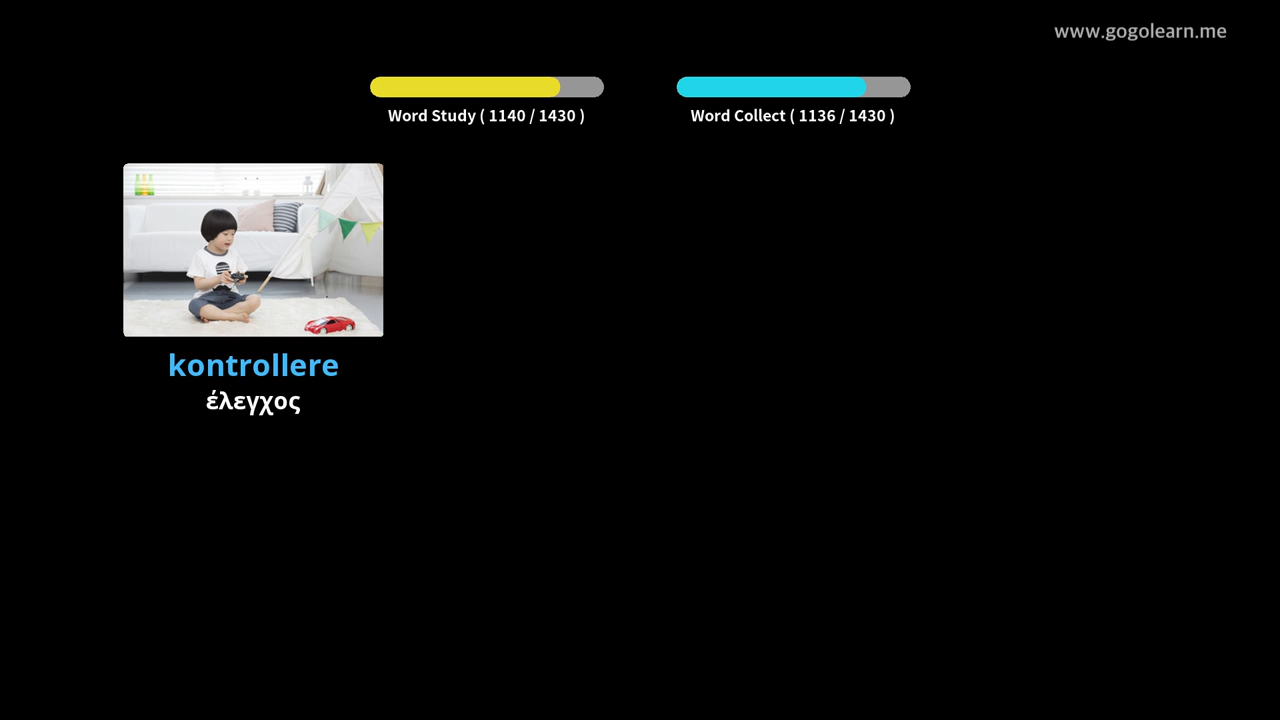 www.gogolearn.me
Word Study ( 1140 / 1430 )
Word Collect ( 1136 / 1430 )
kontrollere
έλεγχος